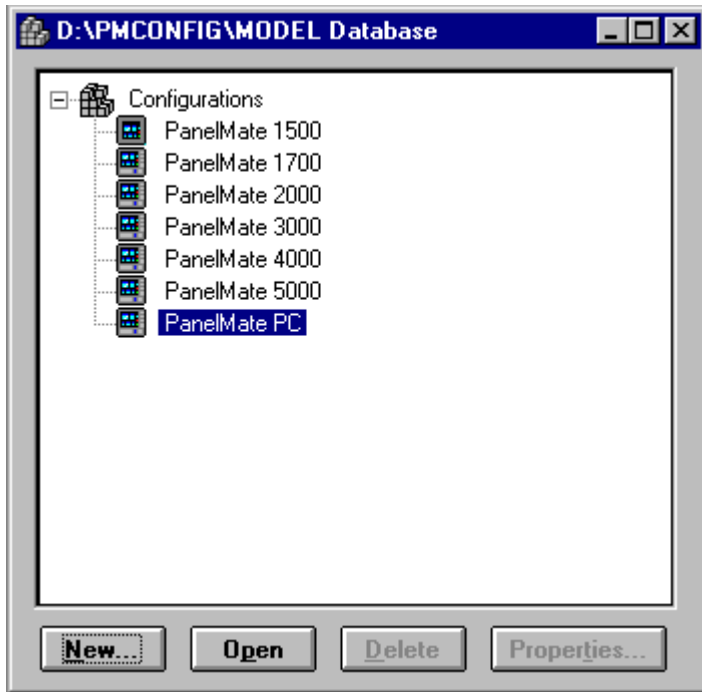 D:\PMCONFIG\MODEL Database
Configurations
PanelMate 1500
PanelMate 1700
PanelMate 2000
PanelMate 3000
PanelMate 4000
PanelMate 5000
PanelMate PC
New... Open Delete Properties...